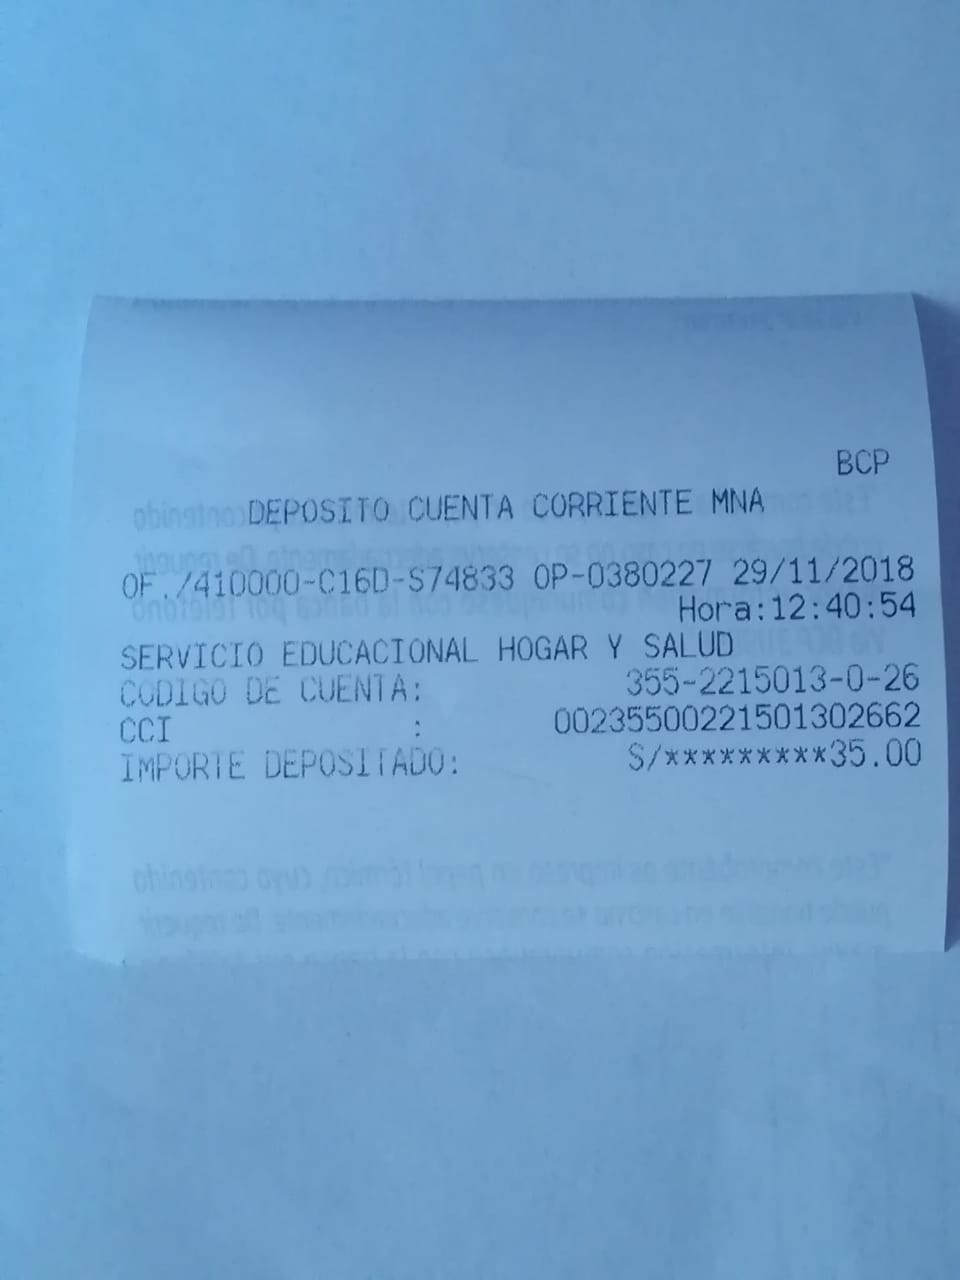 BCP
DEPOSITO CUENTA CORRIENTE MNA
OF./410000-C16D-S74833 OP-0380227 29/11/2018
Hora:12:40:54
SERVICIO EDUCACIONAL HOGAR Y SALUD
CODIGO DE CUENTA: 355-2215013-0-26
CCI : 00235500221501302662
IMPORTE DEPOSITADO: S/*********35.00